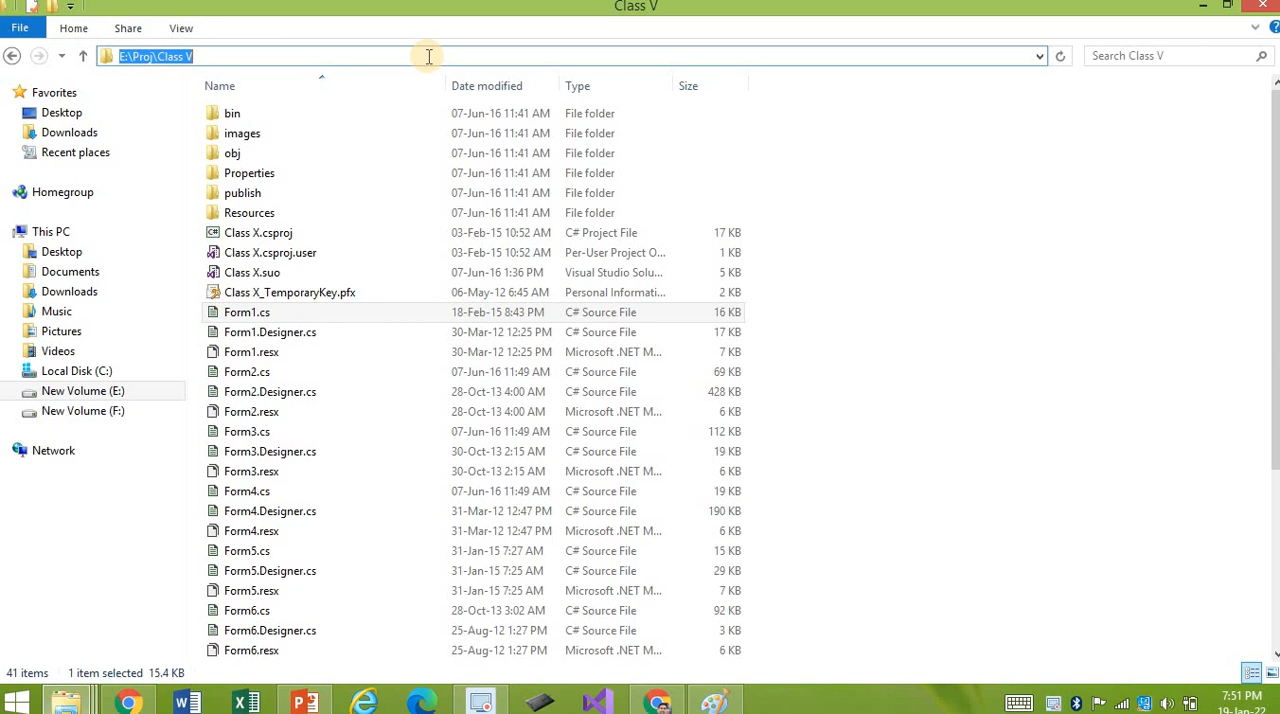 Class V
File Home Share View
E:\Proj\Class V Search Class V
Name Date modified Type Size
Favorites
Desktop
Downloads
Recent places
Homegroup
This PC
Desktop
Documents
Downloads
Music
Pictures
Videos
Local Disk (C:)
New Volume (E:)
New Volume (F:)
Network
bin 07-Jun-16 11:41 AM File folder
images 07-Jun-16 11:41 AM File folder
obj 07-Jun-16 11:41 AM File folder
Properties 07-Jun-16 11:41 AM File folder
publish 07-Jun-16 11:41 AM File folder
Resources 07-Jun-16 11:41 AM File folder
Class X.csproj 03-Feb-15 10:52 AM C# Project File 17 KB
Class X.csproj.user 03-Feb-15 10:52 AM Per-User Project O... 1 KB
Class X.suo 07-Jun-16 1:36 PM Visual Studio Solu... 5 KB
Class X_TemporaryKey.pfx 06-May-12 6:45 AM Personal Informati... 2 KB
Form1.cs 18-Feb-15 8:43 PM C# Source File 16 KB
Form1.Designer.cs 30-Mar-12 12:25 PM C# Source File 17 KB
Form1.resx 30-Mar-12 12:25 PM Microsoft .NET M... 7 KB
Form2.cs 07-Jun-16 11:49 AM C# Source File 69 KB
Form2.Designer.cs 28-Oct-13 4:00 AM C# Source File 428 KB
Form2.resx 28-Oct-13 4:00 AM Microsoft .NET M... 6 KB
Form3.cs 07-Jun-16 11:49 AM C# Source File 112 KB
Form3.Designer.cs 30-Oct-13 2:15 AM C# Source File 19 KB
Form3.resx 30-Oct-13 2:15 AM Microsoft .NET M... 7 KB
Form4.cs 07-Jun-16 11:49 AM C# Source File 19 KB
Form4.Designer.cs 31-Mar-12 12:47 PM C# Source File 190 KB
Form4.resx 31-Mar-12 12:47 PM Microsoft .NET M... 6 KB
Form5.cs 31-Jan-15 7:27 AM C# Source File 15 KB
Form5.Designer.cs 31-Jan-15 7:25 AM C# Source File 29 KB
Form5.resx 31-Jan-15 7:25 AM Microsoft .NET M... 7 KB
Form6.cs 28-Oct-13 3:02 AM C# Source File 92 KB
Form6.Designer.cs 25-Aug-12 1:27 PM C# Source File 3 KB
Form6.resx 25-Aug-12 1:27 PM Microsoft .NET M... 6 KB
41 items 1 item selected 15.4 KB
7:51 PM
19-Jan-22